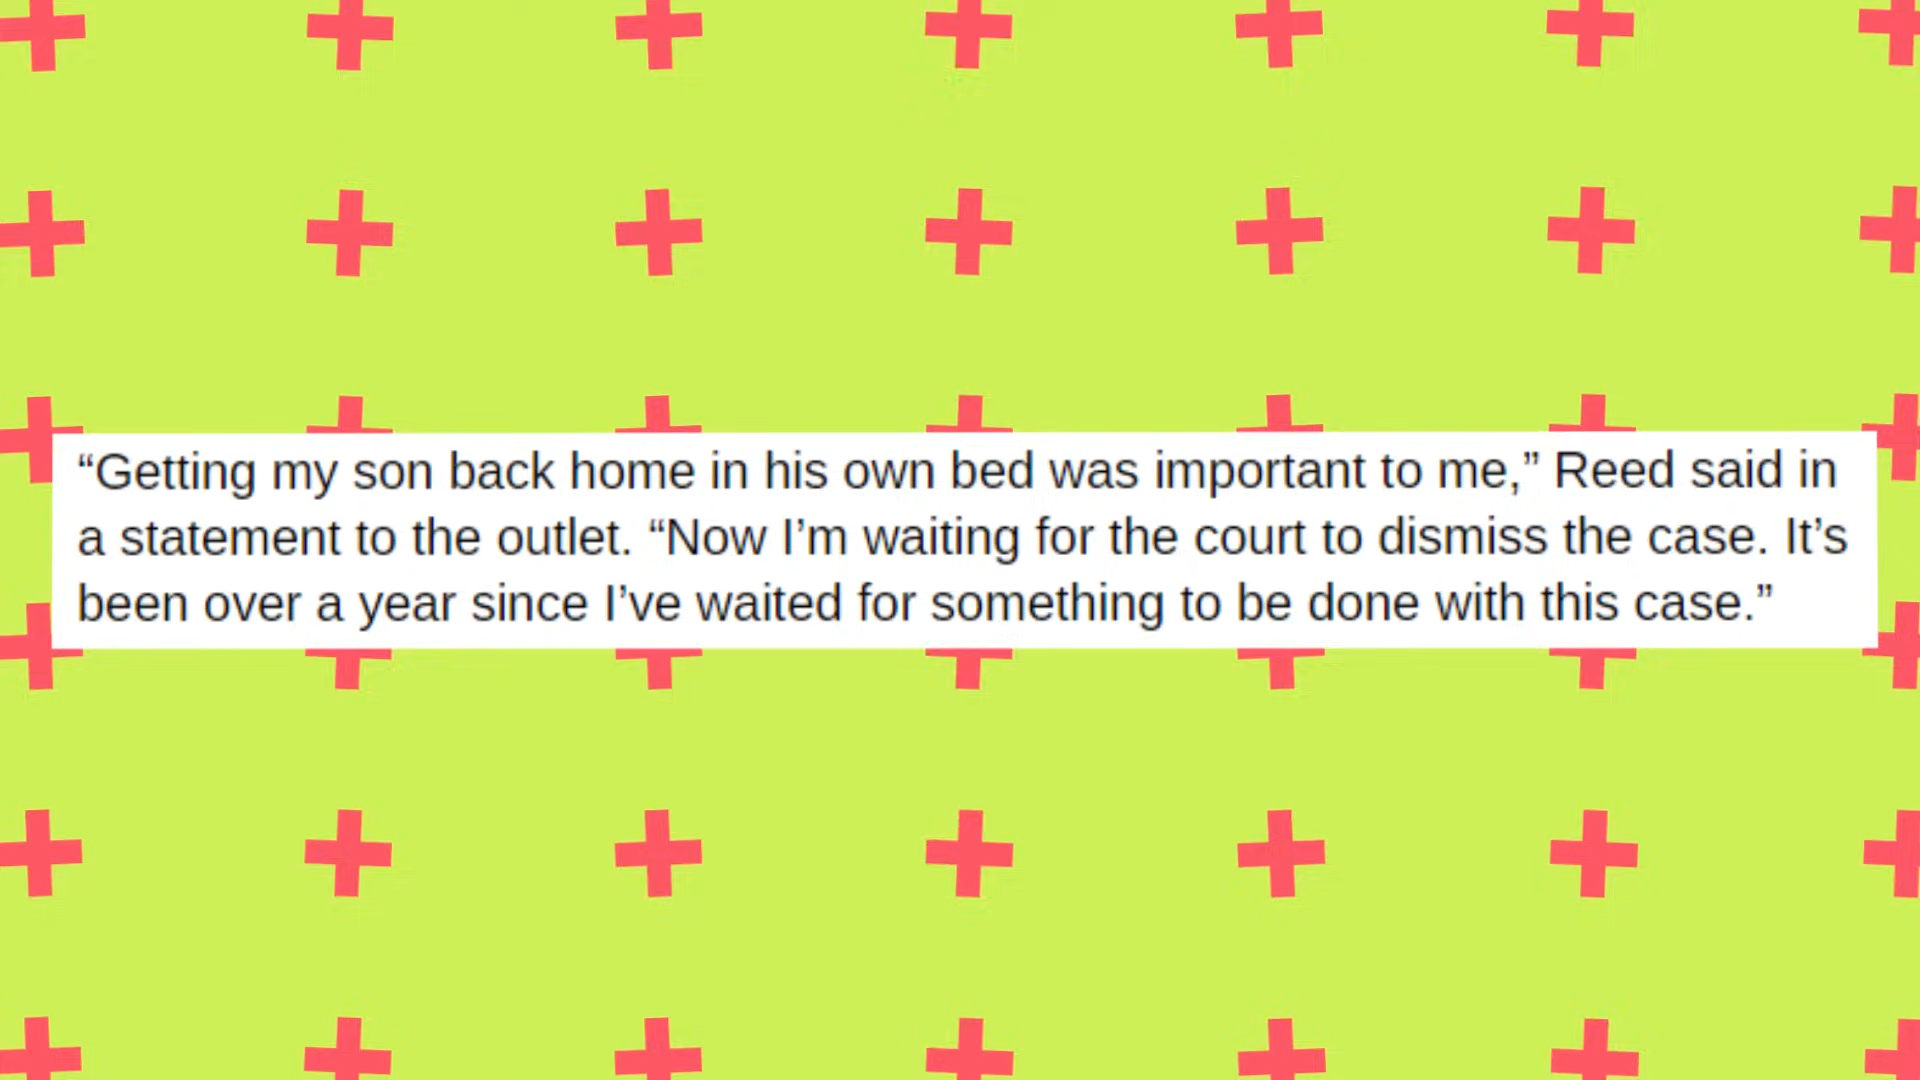 “Getting my son back home in his own bed was important to me,” Reed said in
a statement to the outlet. “Now I’m waiting for the court to dismiss the case. It’s
been over a year since I’ve waited for something to be done with this case.”